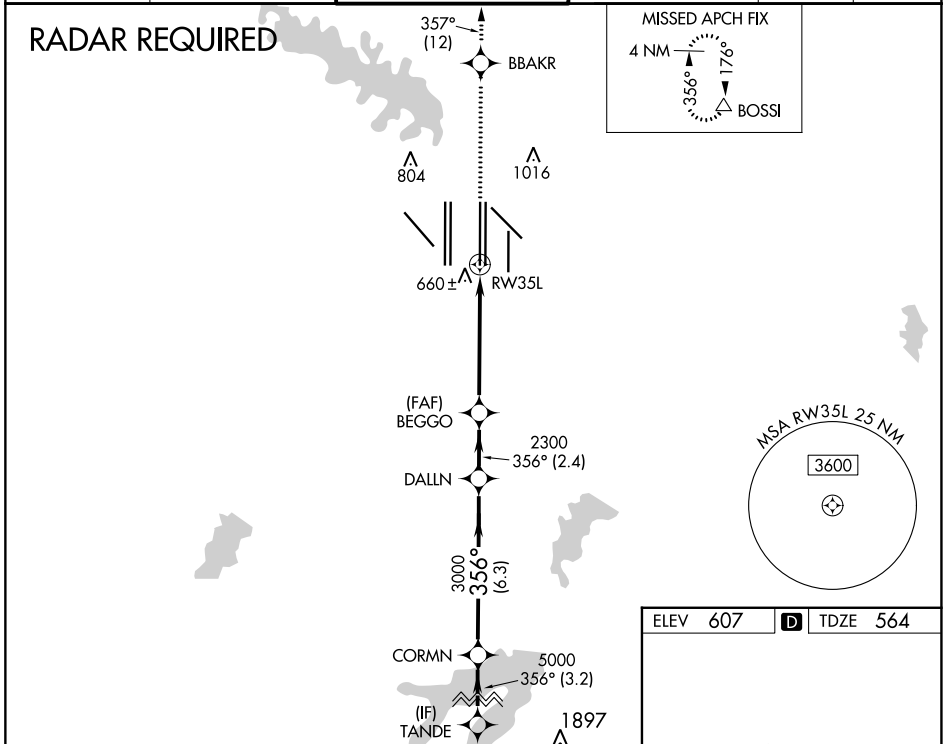 RADAR REQUIRED
357°
(12)
BBAKR
MISSED APCH FIX
4 NM
356°
176°
BOSSI
804
1016
660 ±
RW35L
(FAF)
BEGGO
2300
356° (2.4)
DALLN
MSA RW35L 25 NM
3600
3000
356°
(6.3)
ELEV 607 D TDZE 564
CORMN
5000
356° (3.2)
(IF)
TANDE
1897